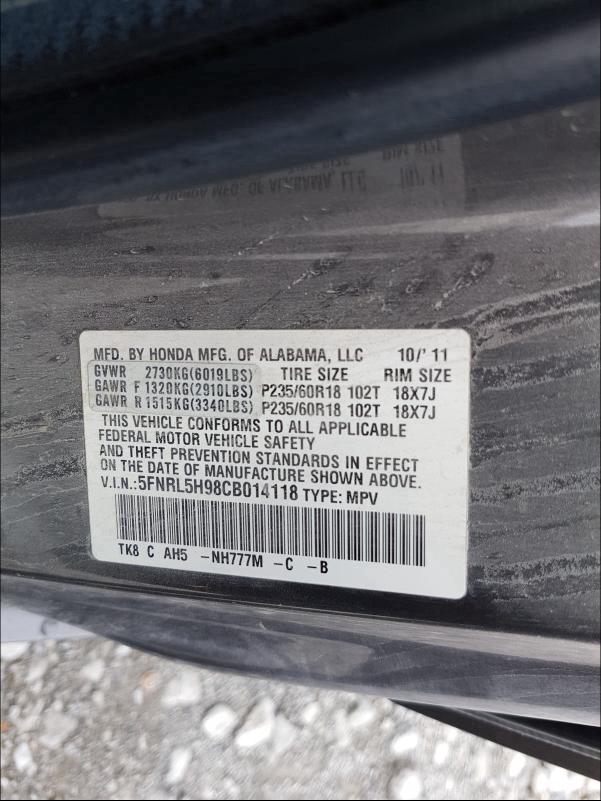 MFD. BY HONDA MFG. OF ALABAMA, LLC 10/'11
GVWR 2730KG(6019LBS) TIRE SIZE RIM SIZE
GAWR F 1320KG(2910LBS) P235/60R18 102T 18X7J
GAWR R 1515KG(3340LBS) P235/60R18 102T 18X7J
THIS VEHICLE CONFORMS TO ALL APPLICABLE
FEDERAL MOTOR VEHICLE SAFETY
AND THEFT PREVENTION STANDARDS IN EFFECT
ON THE DATE OF MANUFACTURE SHOWN ABOVE.
V.I.N.:5FNRL5H98CB014118 TYPE: MPV
TK8 C AH5 -NH777M -C -B